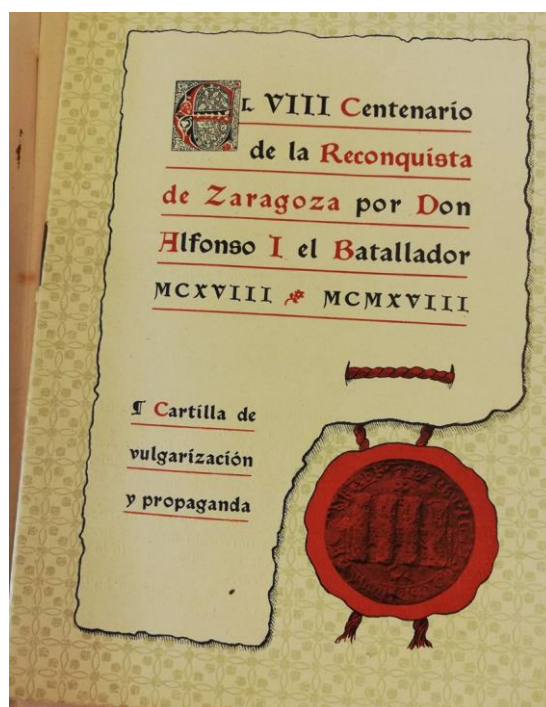 El VIII Centenario
de la Reconquista
de Zaragoza por Don
Alfonso I el Batallador
MCXVIII MCMXVIII
¶ Cartilla de
vulgarización
y propaganda